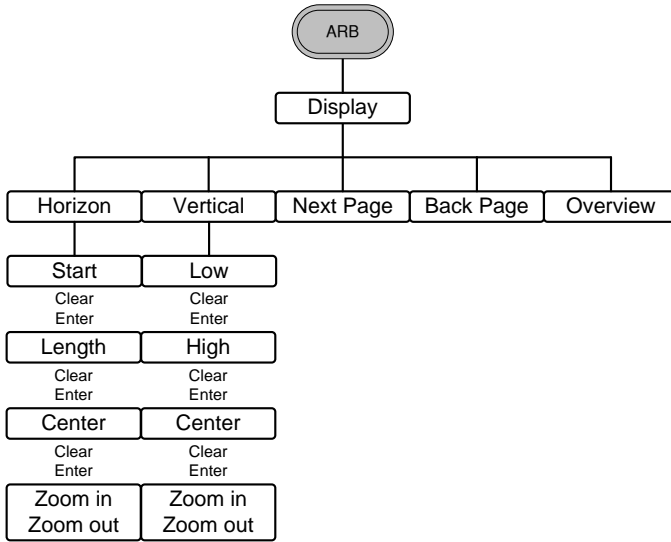 ARB
Display
Horizon
Vertical
Next Page
Back Page
Overview
Start
Clear
Enter
Length
Clear
Enter
Center
Clear
Enter
Zoom in
Zoom out
Low
Clear
Enter
High
Clear
Enter
Center
Clear
Enter
Zoom in
Zoom out